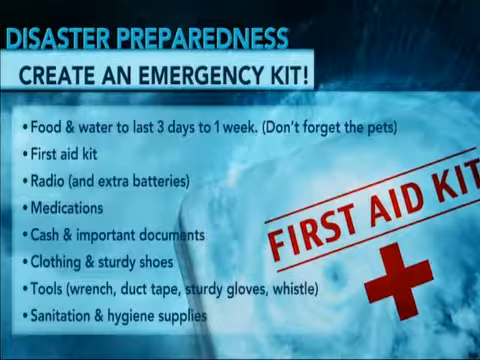 DISASTER PREPAREDNESS
CREATE AN EMERGENCY KIT!
• Food & water to last 3 days to 1 week. (Don't forget the pets)
• First aid kit
• Radio (and extra batteries)
• Medications
• Cash & important documents
• Clothing & sturdy shoes
• Tools (wrench, duct tape, sturdy gloves, whistle)
• Sanitation & hygiene supplies
FIRST AID KIT